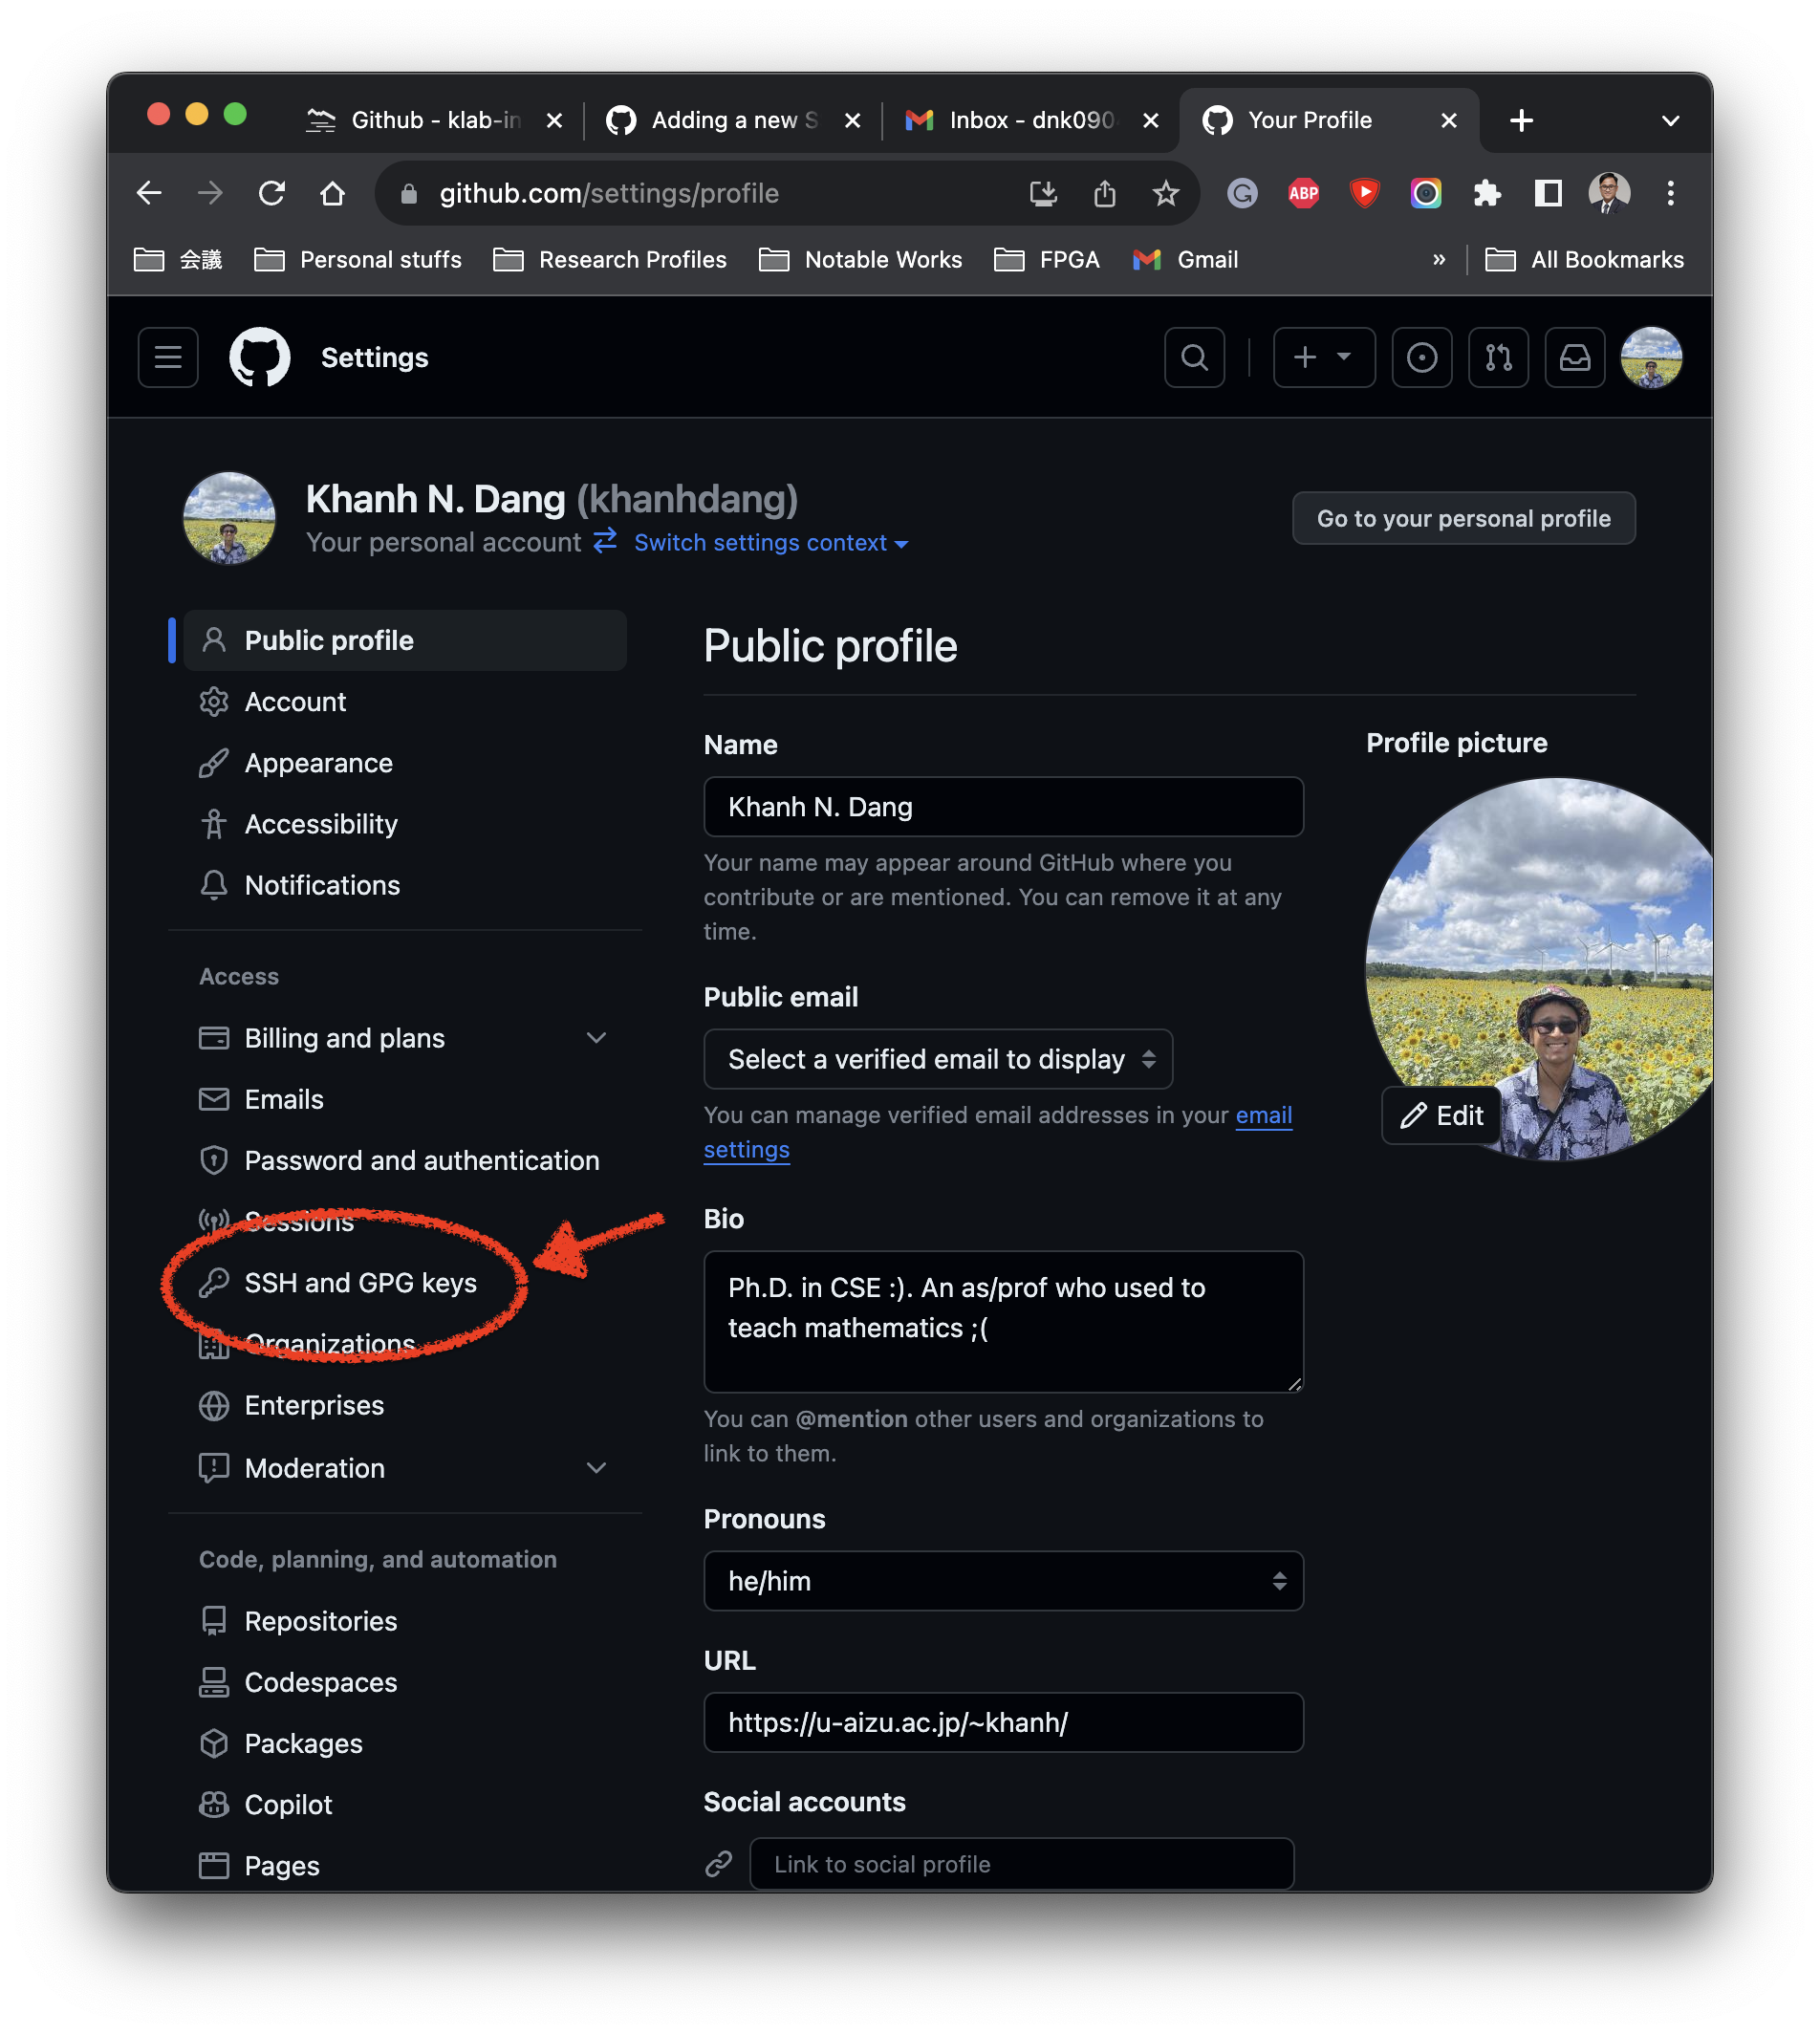 Github - klab-in
Adding a new S
Inbox - dnk090
Your Profile
github.com/settings/profile
ABP
会議
Personal stuffs
Research Profiles
Notable Works
FPGA
Gmail
»
All Bookmarks
Settings
Khanh N. Dang (khanhdang)
Your personal account
Switch settings context
Go to your personal profile
Public profile
Account
Appearance
Accessibility
Notifications
Access
Billing and plans
Emails
Password and authentication
Sessions
SSH and GPG keys
Organizations
Enterprises
Moderation
Code, planning, and automation
Repositories
Codespaces
Packages
Copilot
Pages
Public profile
Name
Khanh N. Dang
Your name may appear around GitHub where you
contribute or are mentioned. You can remove it at any
time.
Public email
Select a verified email to display
You can manage verified email addresses in your email
settings
Bio
Ph.D. in CSE :). An as/prof who used to
teach mathematics ;(
You can @mention other users and organizations to
link to them.
Pronouns
he/him
URL
https://u-aizu.ac.jp/~khanh/
Social accounts
Link to social profile
Profile picture
Edit